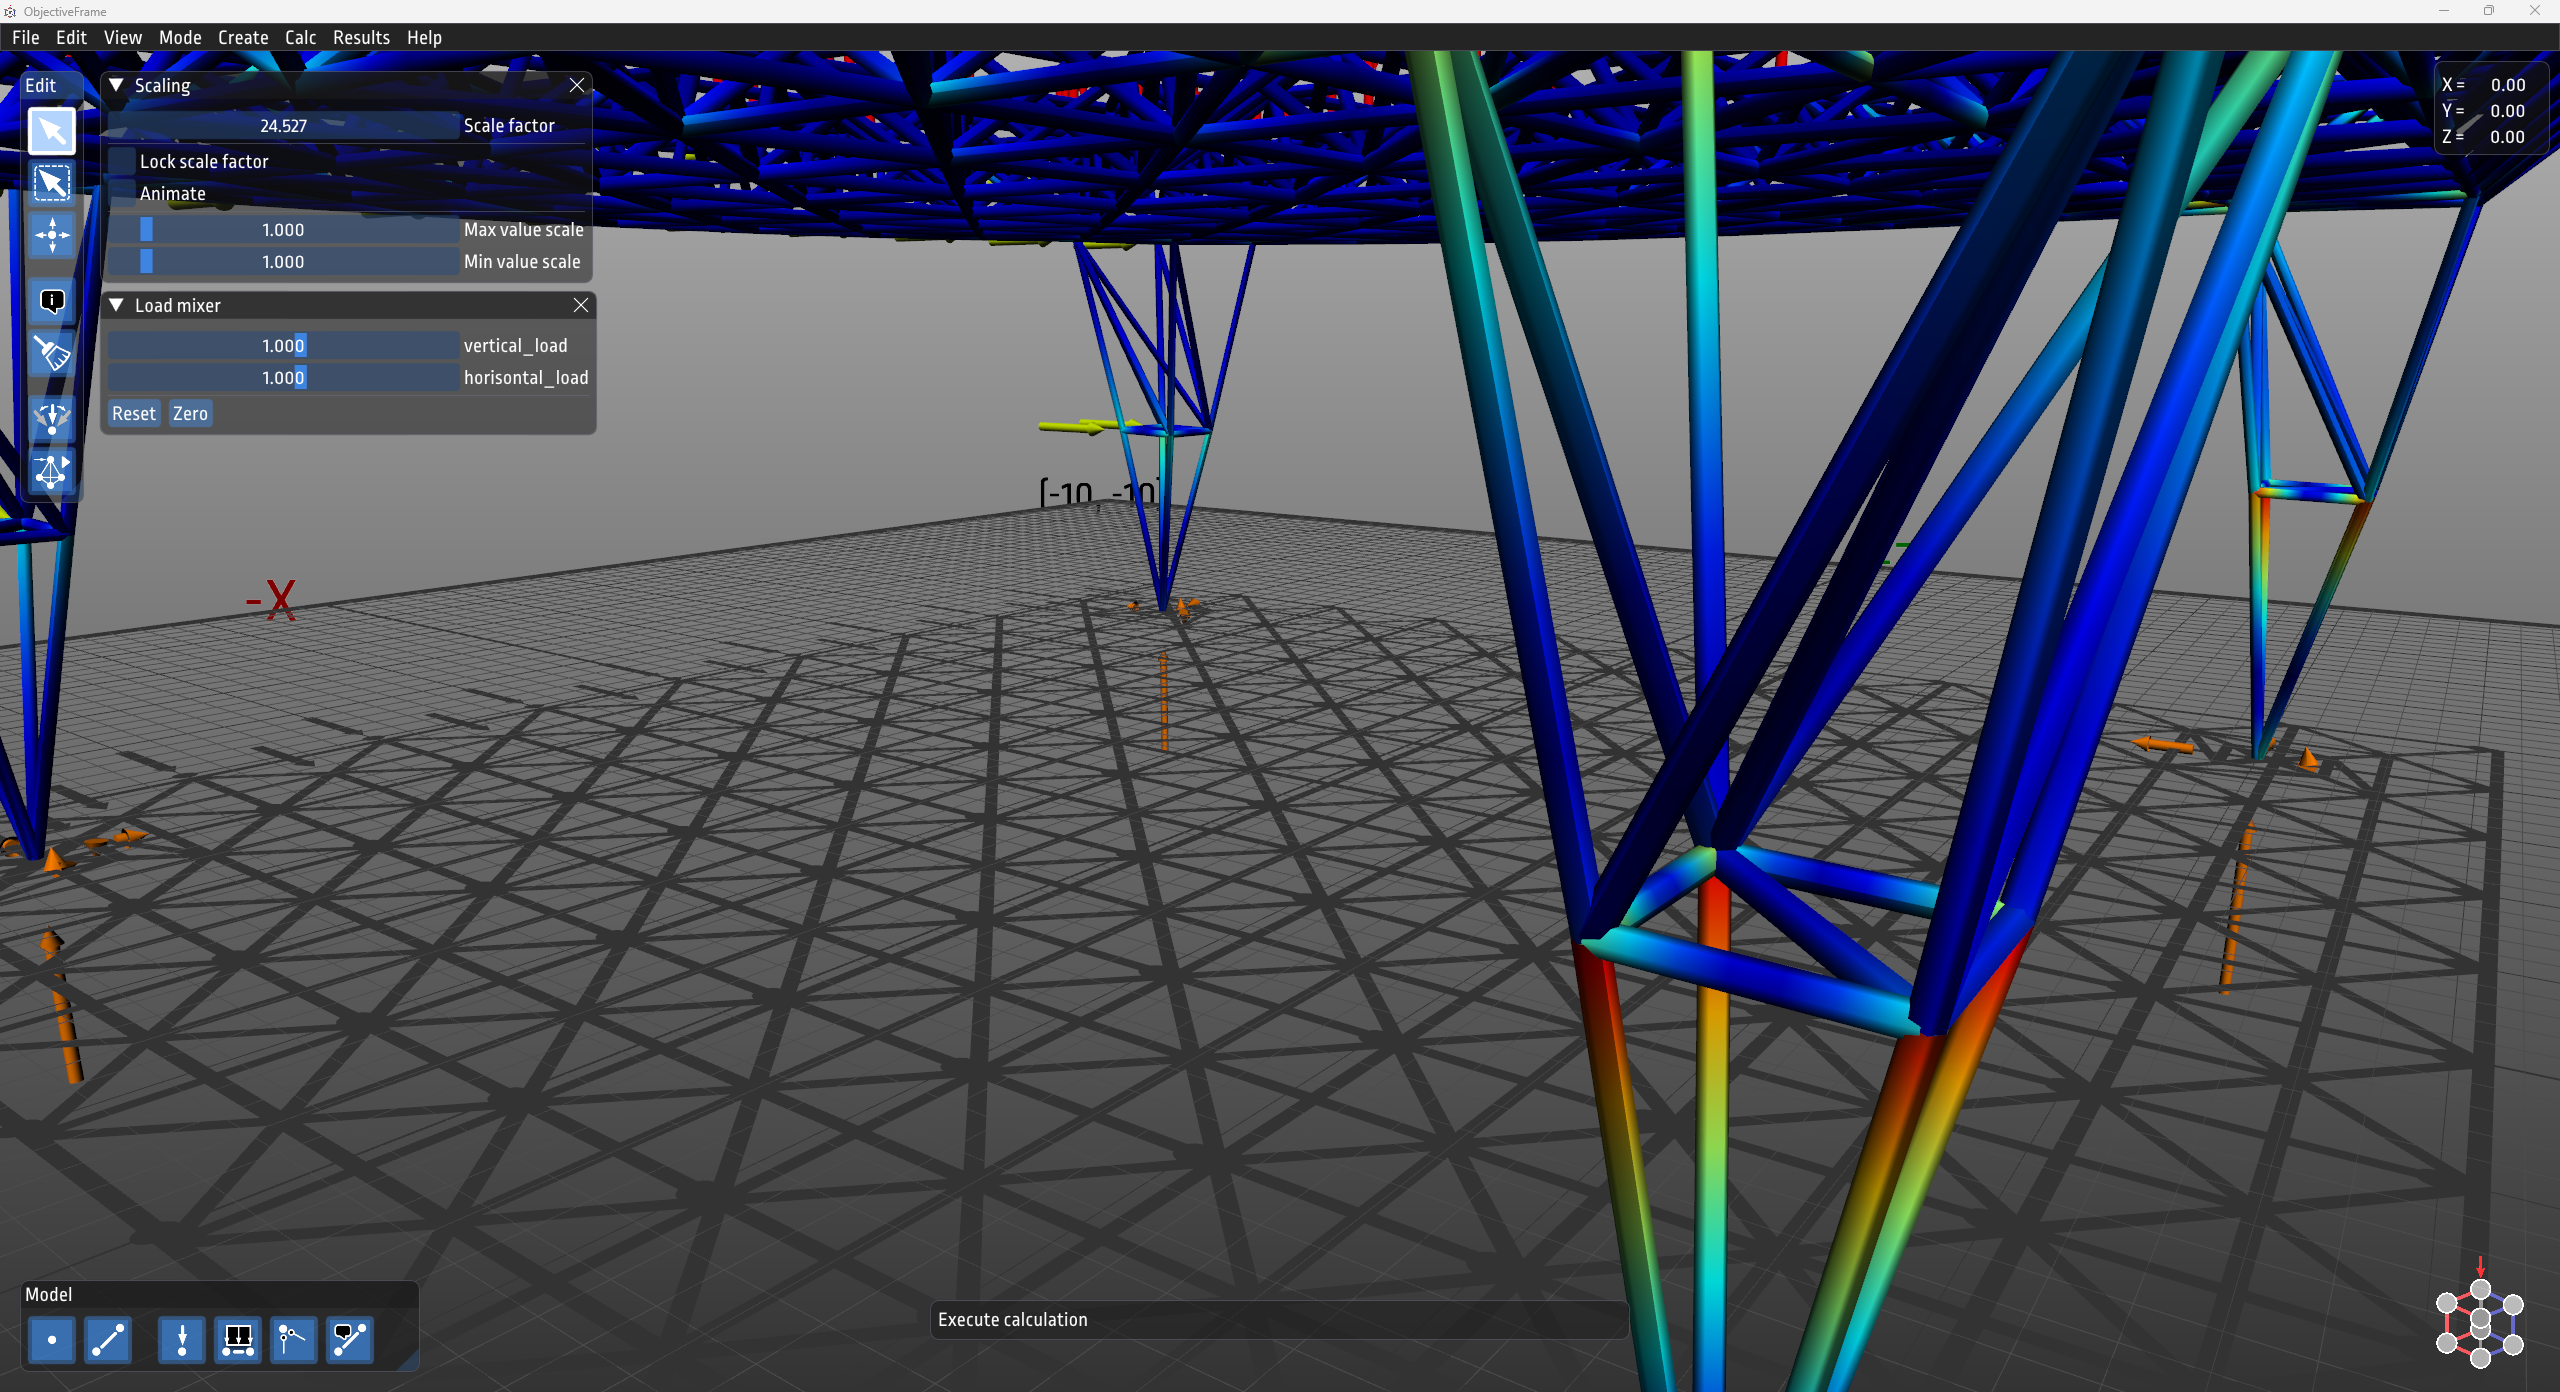 ObjectiveFrame
File Edit View Mode Create Calc Results Help
Edit
Scaling
24.527 Scale factor
Lock scale factor
Animate
1.000 Max value scale
1.000 Min value scale
Load mixer
1.000 vertical_load
1.000 horisontal_load
Reset Zero
X = 0.00
Y = 0.00
Z = 0.00
[-10, -10]
-X
Model
Execute calculation